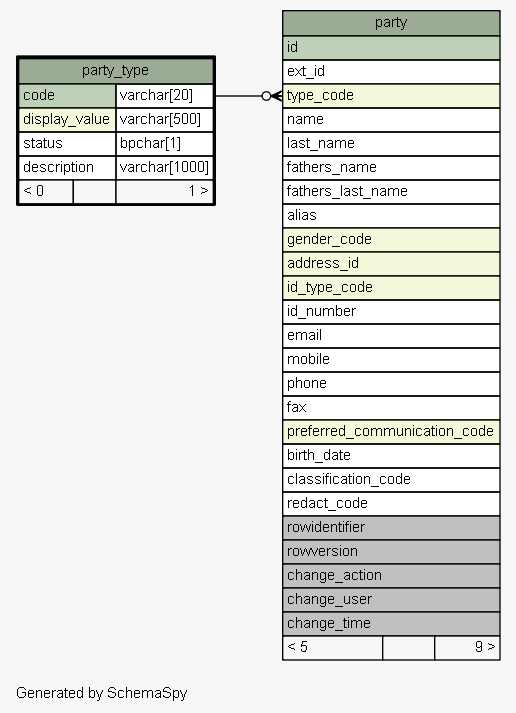 party_type
code varchar[20]
display_value varchar[500]
status bpchar[1]
description varchar[1000]
< 0 1 >
party
id
ext_id
type_code
name
last_name
fathers_name
fathers_last_name
alias
gender_code
address_id
id_type_code
id_number
email
mobile
phone
fax
preferred_communication_code
birth_date
classification_code
redact_code
rowidentifier
rowversion
change_action
change_user
change_time
< 5 9 >
Generated by SchemaSpy